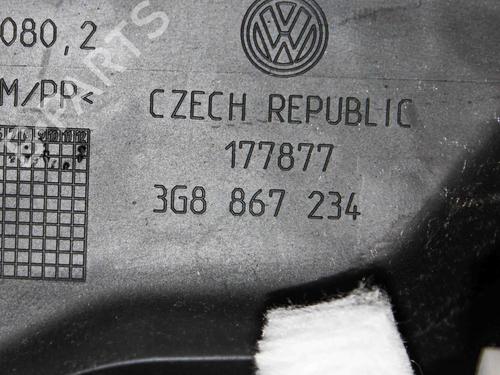 080,2
M/PP<
CZECH REPUBLIC
177877
3G8 867 234